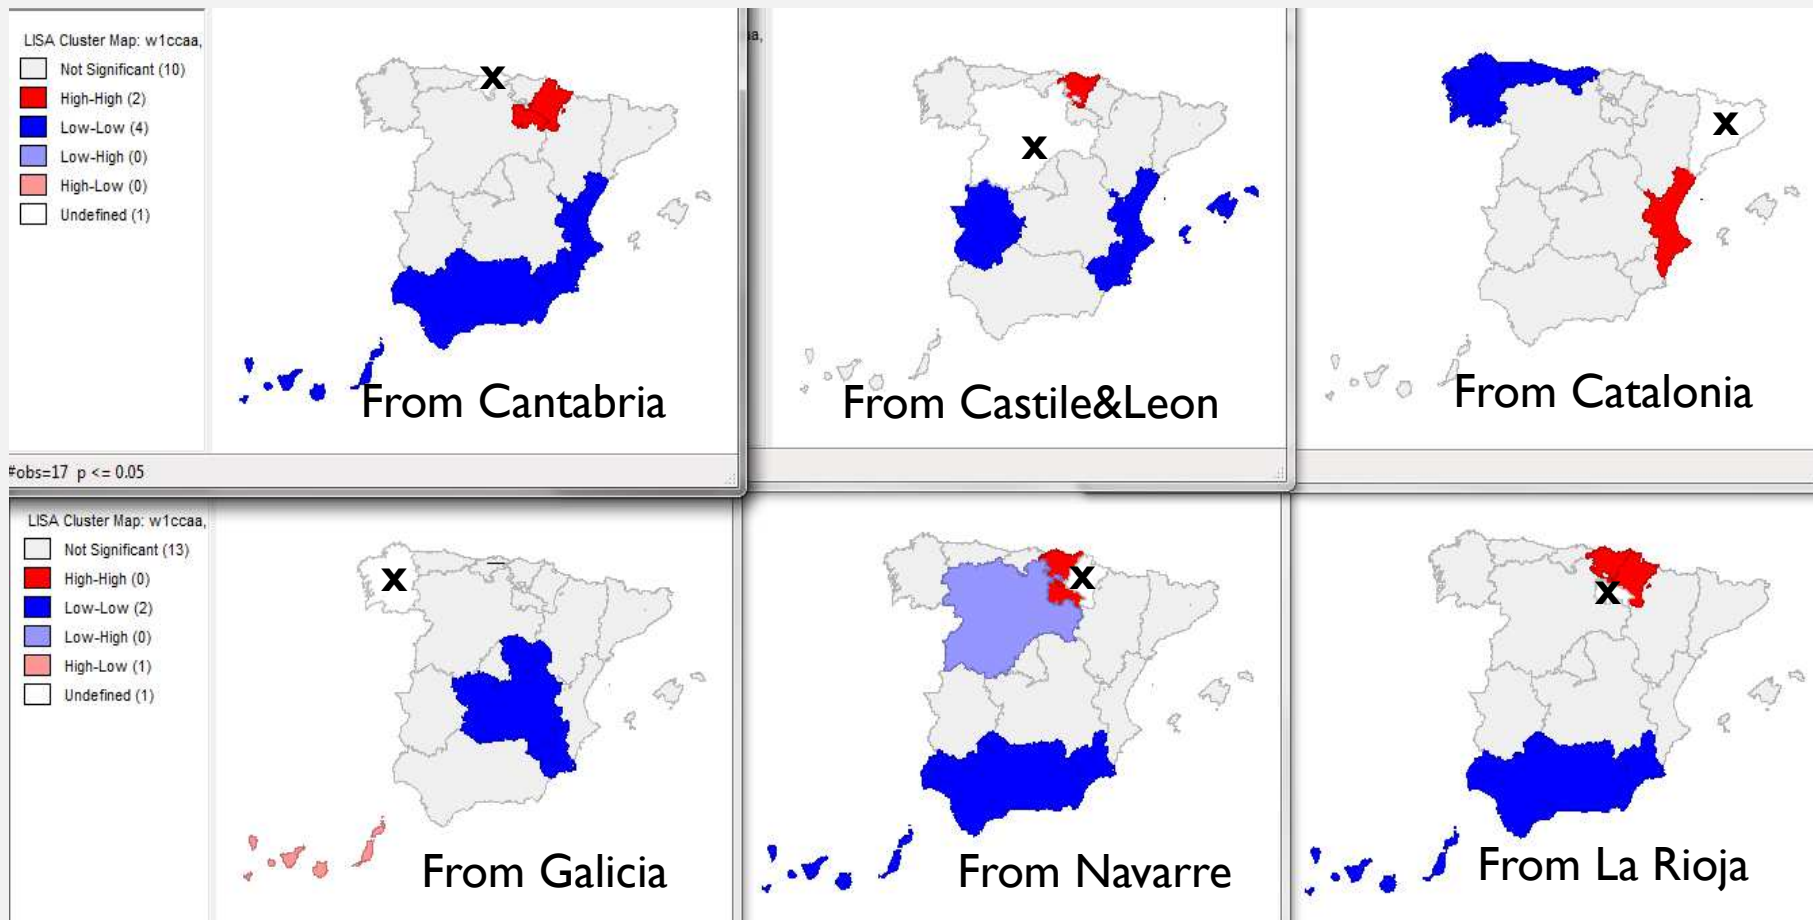 LISA Cluster Map: w1ccaa,
Not Significant (10)
High-High (2)
Low-Low (4)
Low-High (0)
High-Low (0)
Undefined (1)
x
From Cantabria
#obs=17 p <= 0.05
aa,
x
From Castile&Leon
x
From Catalonia
LISA Cluster Map: w1ccaa,
Not Significant (13)
High-High (0)
Low-Low (2)
Low-High (0)
High-Low (1)
Undefined (1)
x
From Galicia
x
From Navarre
x
From La Rioja